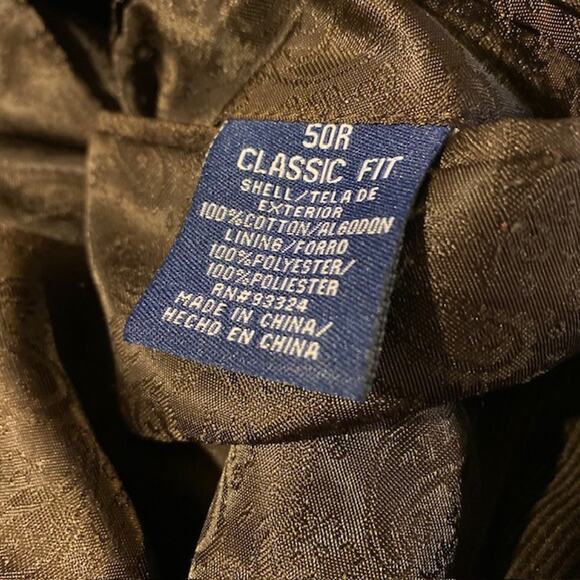 50R
CLASSIC FIT
SHELL/TELA DE
EXTERIOR
100%COTTON/ALGODON
LINING/FORRO
100%POLYESTER/
100%POLIESTER
RN#93324
MADE IN CHINA/
HECHO EN CHINA